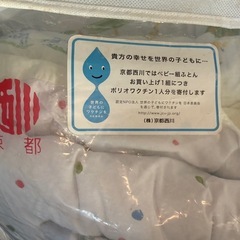 貴方の幸せを世界の子どもに…
京都西川ではベビー組ふとん
お買い上げ1組につき
ポリオワクチン1人分を寄付します
(株)京都西川
世界の
子どもに
ワクチンを
西川
京都